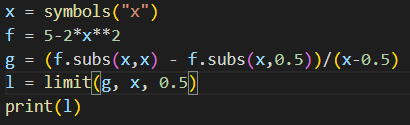 x = symbols("x")
f = 5-2*x**2
g = (f.subs(x,x) - f.subs(x,0.5))/(x-0.5)
l = limit(g, x, 0.5)
print(l)